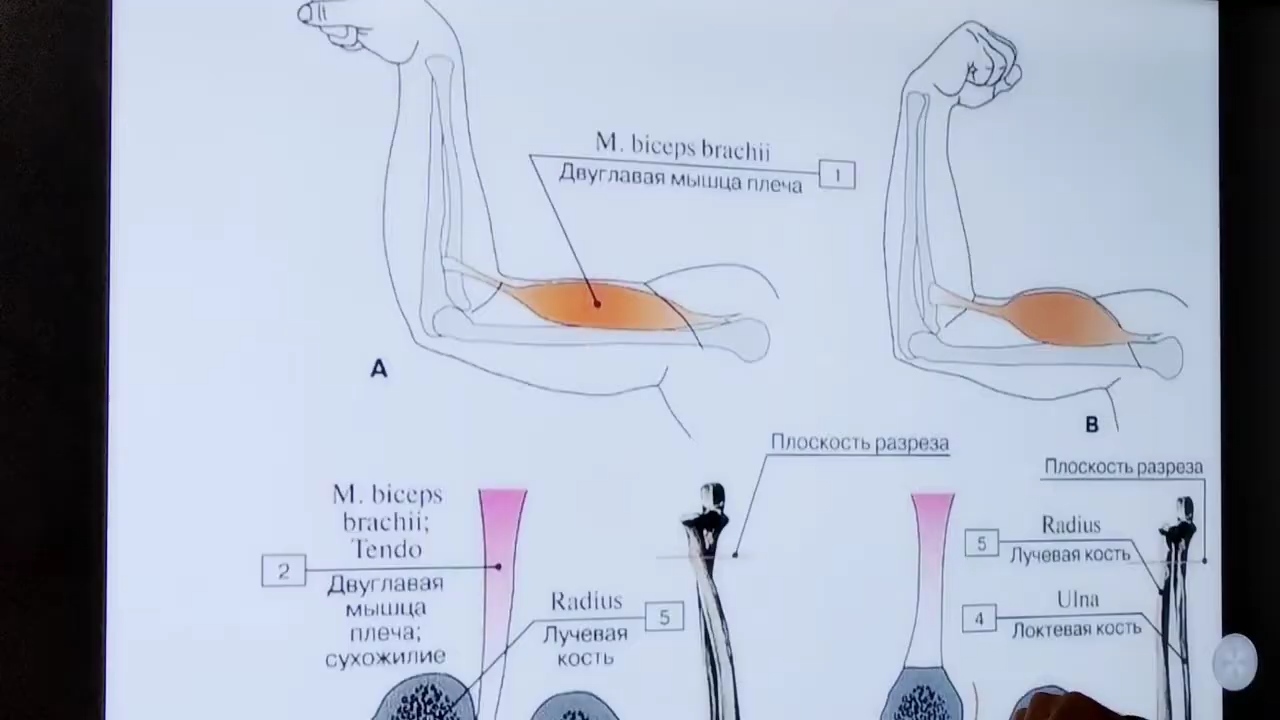 M. biceps brachii
Двуглавая мышца плеча
1
A
B
Плоскость разреза
Плоскость разреза
M. biceps
brachii;
Tendo
2
Двуглавая
мышца
плеча;
сухожилие
Radius
5
Лучевая
кость
5
Radius
Лучевая кость
4
Ulna
Локтевая кость